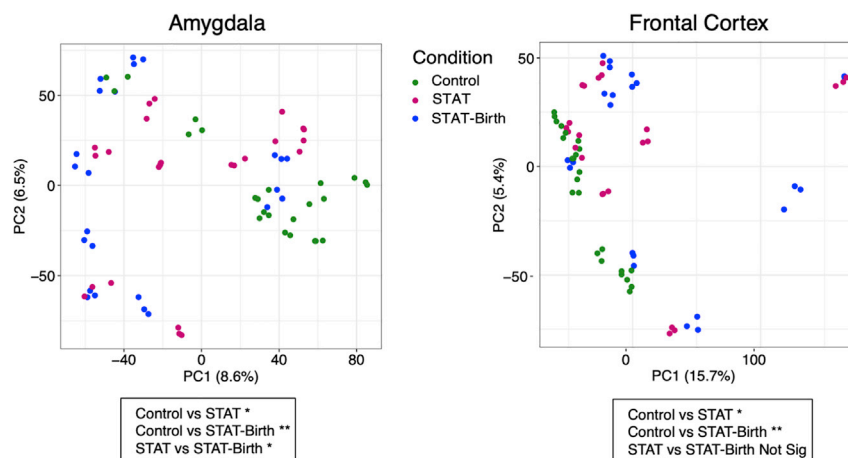 Amygdala
50
0
−50
−40
0
40
80
PC2 (6.5%)
PC1 (8.6%)
Control vs STAT *
Control vs STAT-Birth **
STAT vs STAT-Birth *
Condition
Control
STAT
STAT-Birth
Frontal Cortex
50
0
−50
0
100
PC2 (5.4%)
PC1 (15.7%)
Control vs STAT *
Control vs STAT-Birth **
STAT vs STAT-Birth Not Sig